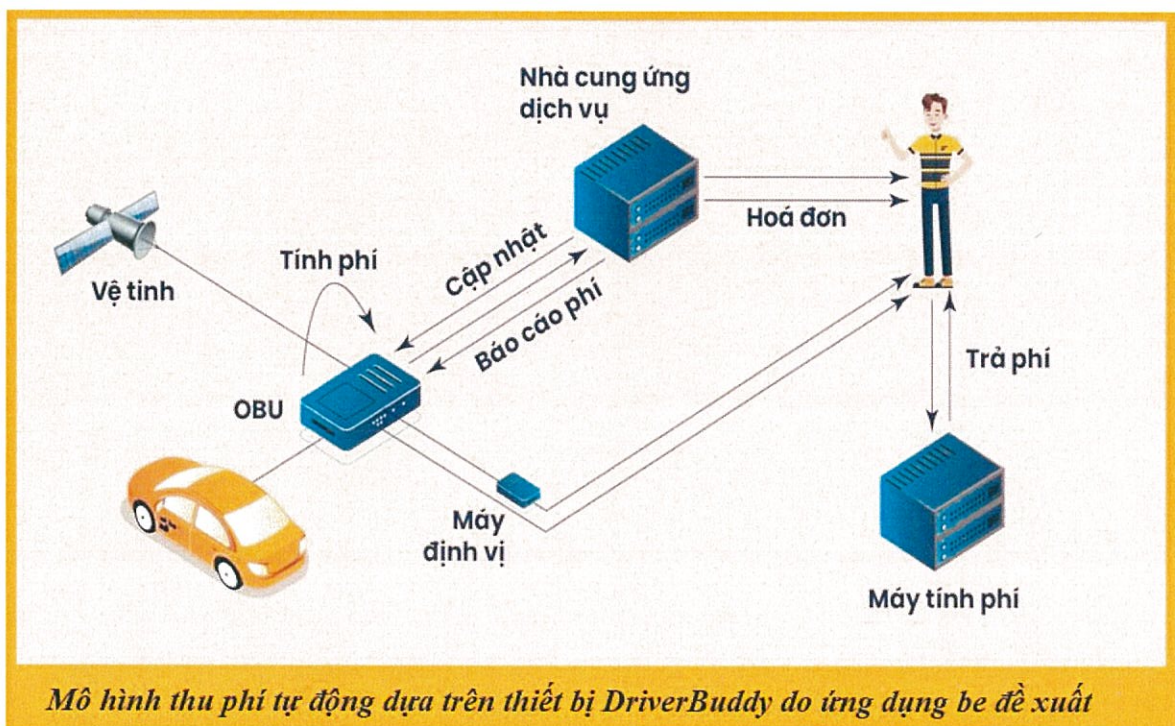 Nhà cung ứng
dịch vụ
Hoá đơn
Cập nhật
Tính phí
Vệ tinh
Báo cáo phí
OBU
Trả phí
Máy
định vị
Máy tính phí
Mô hình thu phí tự động dựa trên thiết bị DriverBuddy do ứng dụng be đề xuất